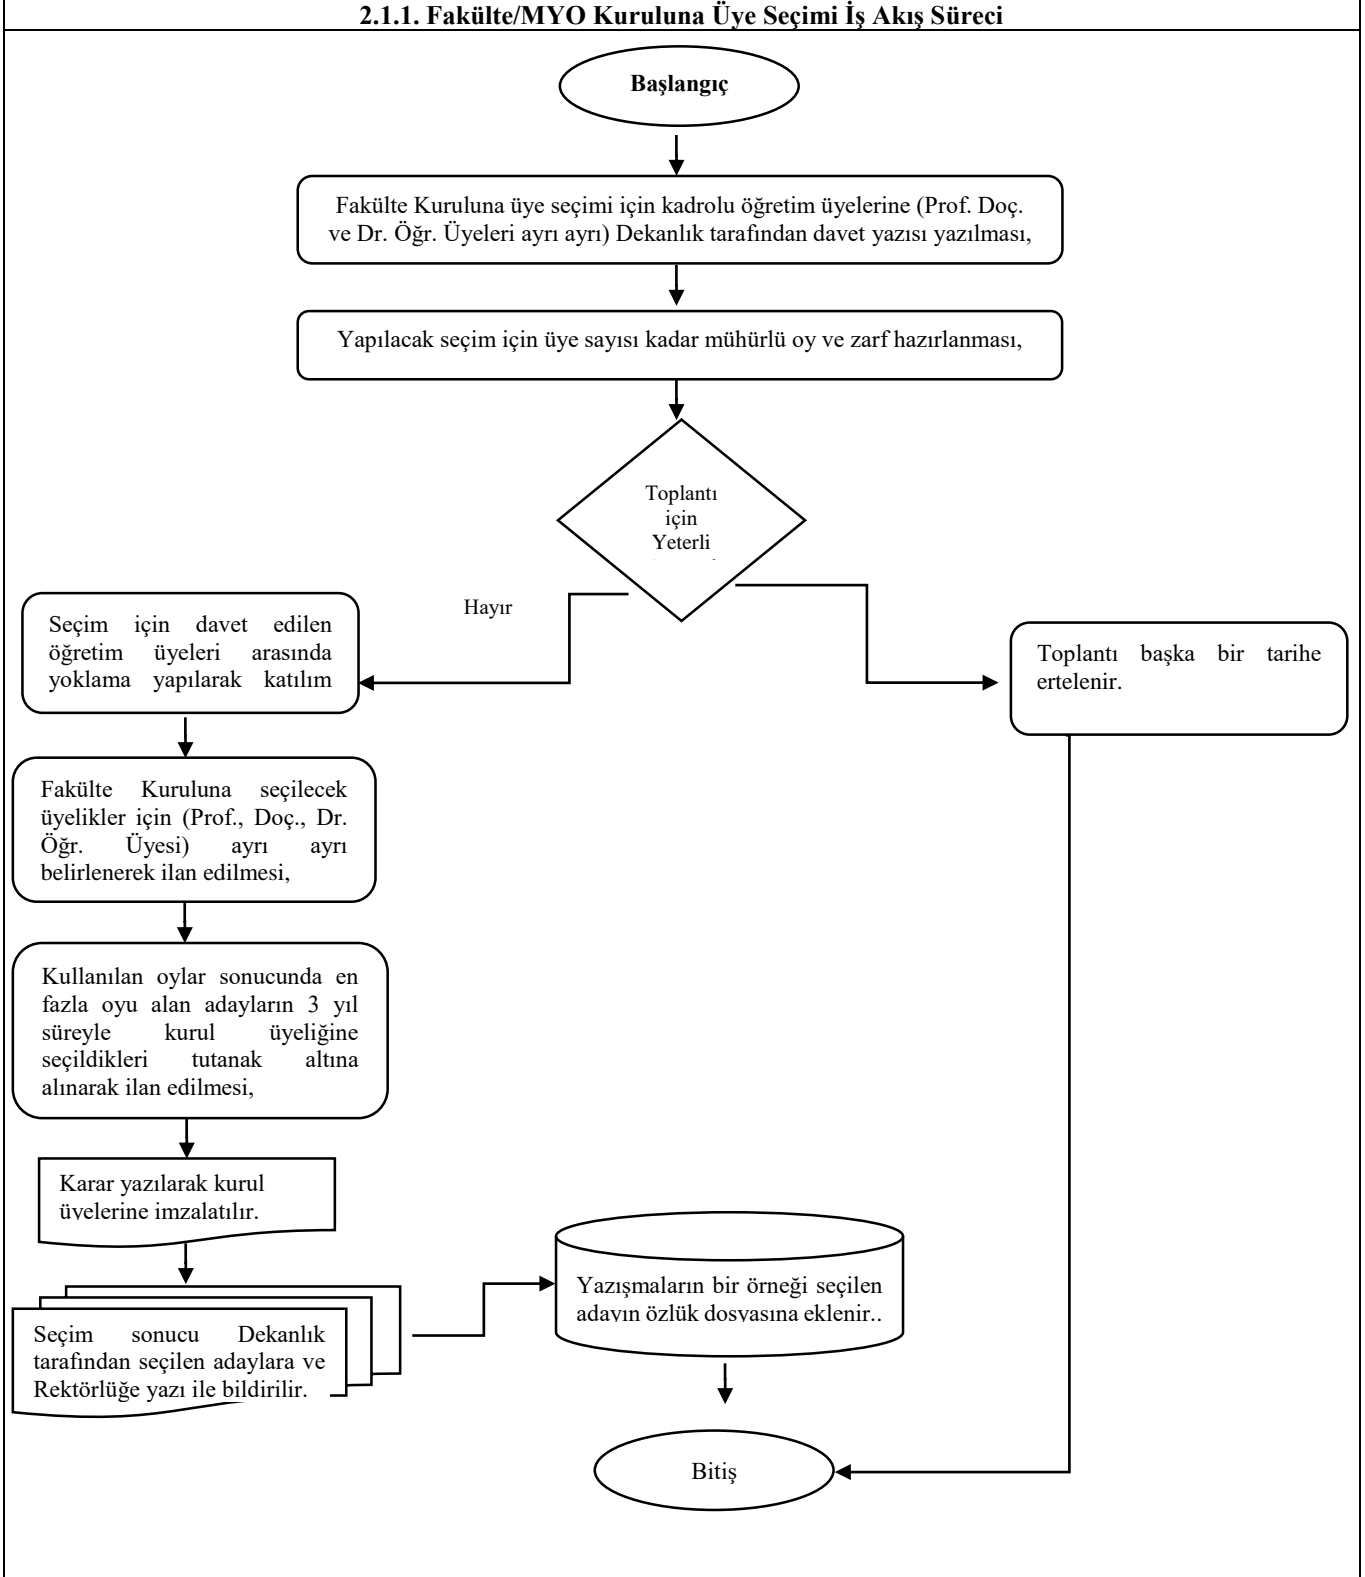 2.1.1. Fakülte/MYO Kuruluna Üye Seçimi İş Akış Süreci
Başlangıç
Fakülte Kuruluna üye seçimi için kadrolu öğretim üyelerine (Prof. Doç.
ve Dr. Öğr. Üyeleri ayrı ayrı) Dekanlık tarafından davet yazısı yazılması,
Yapılacak seçim için üye sayısı kadar mühürlü oy ve zarf hazırlanması,
Toplantı
için
Yeterli
Hayır
Seçim için davet edilen
öğretim üyeleri arasında
yoklama yapılarak katılım
Toplantı başka bir tarihe
ertelenir.
Fakülte Kuruluna seçilecek
üyelikler için (Prof., Doç., Dr.
Öğr. Üyesi) ayrı ayrı
belirlenerek ilan edilmesi,
Kullanılan oylar sonucunda en
fazla oyu alan adayların 3 yıl
süreyle kurul üyeliğine
seçildikleri tutanak altına
alınarak ilan edilmesi,
Karar yazılarak kurul
üyelerine imzalatılır.
Yazışmaların bir örneği seçilen
adayın özlük dosyasına eklenir..
Seçim sonucu Dekanlık
tarafından seçilen adaylara ve
Rektörlüğe yazı ile bildirilir.
Bitiş